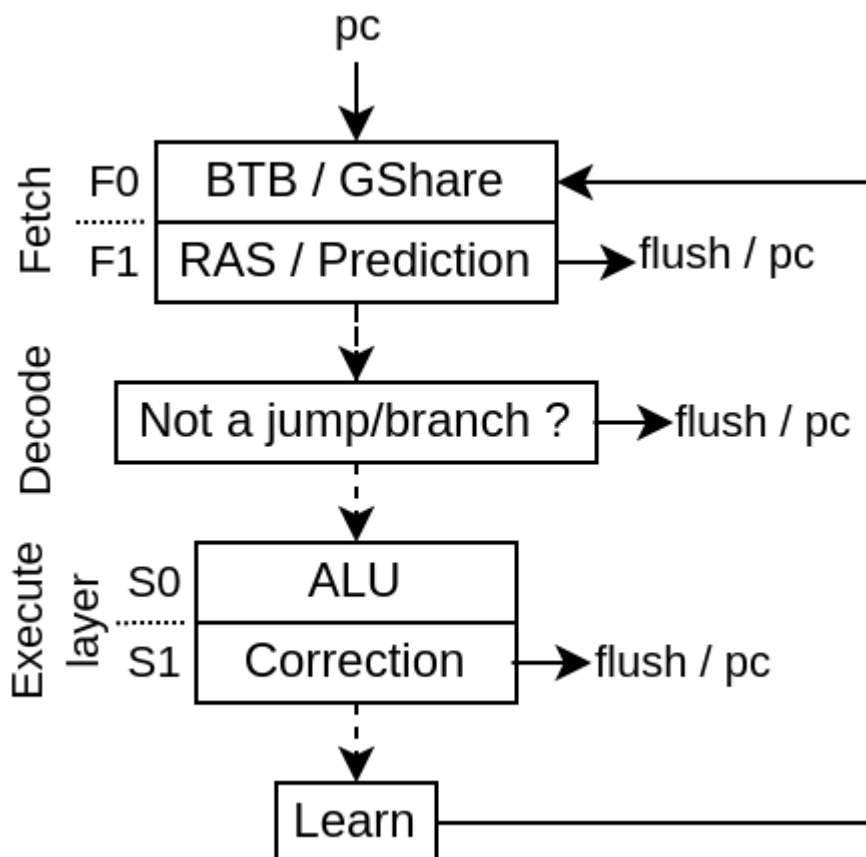 pc
Fetch
F0
BTB / GShare
F1
RAS / Prediction
flush / pc
Decode
Not a jump/branch ?
flush / pc
Execute
layer
S0
ALU
S1
Correction
flush / pc
Learn